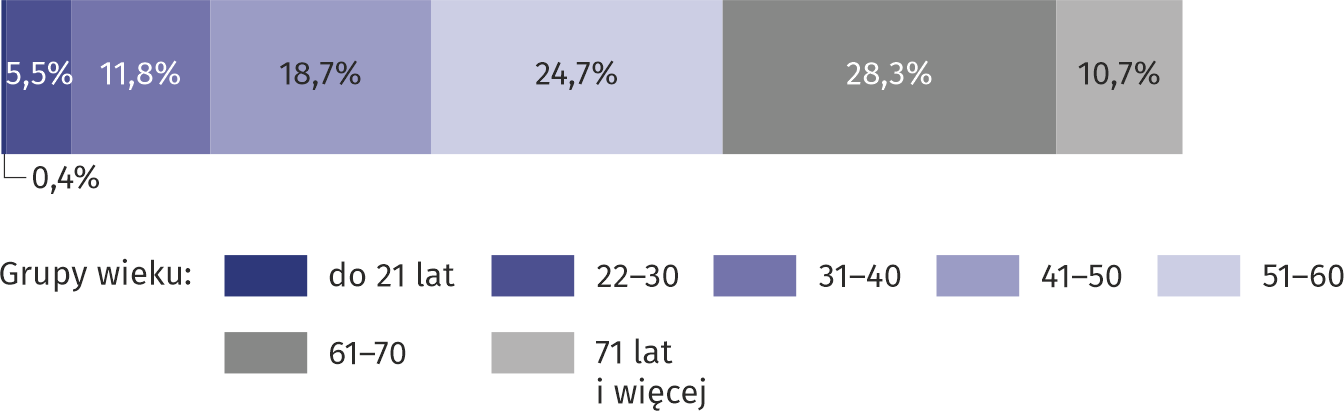 5,5% 11,8% 18,7% 24,7% 28,3% 10,7%
0,4%
Grupy wieku: do 21 lat 22–30 31–40 41–50 51–60
61–70 71 lat
i więcej